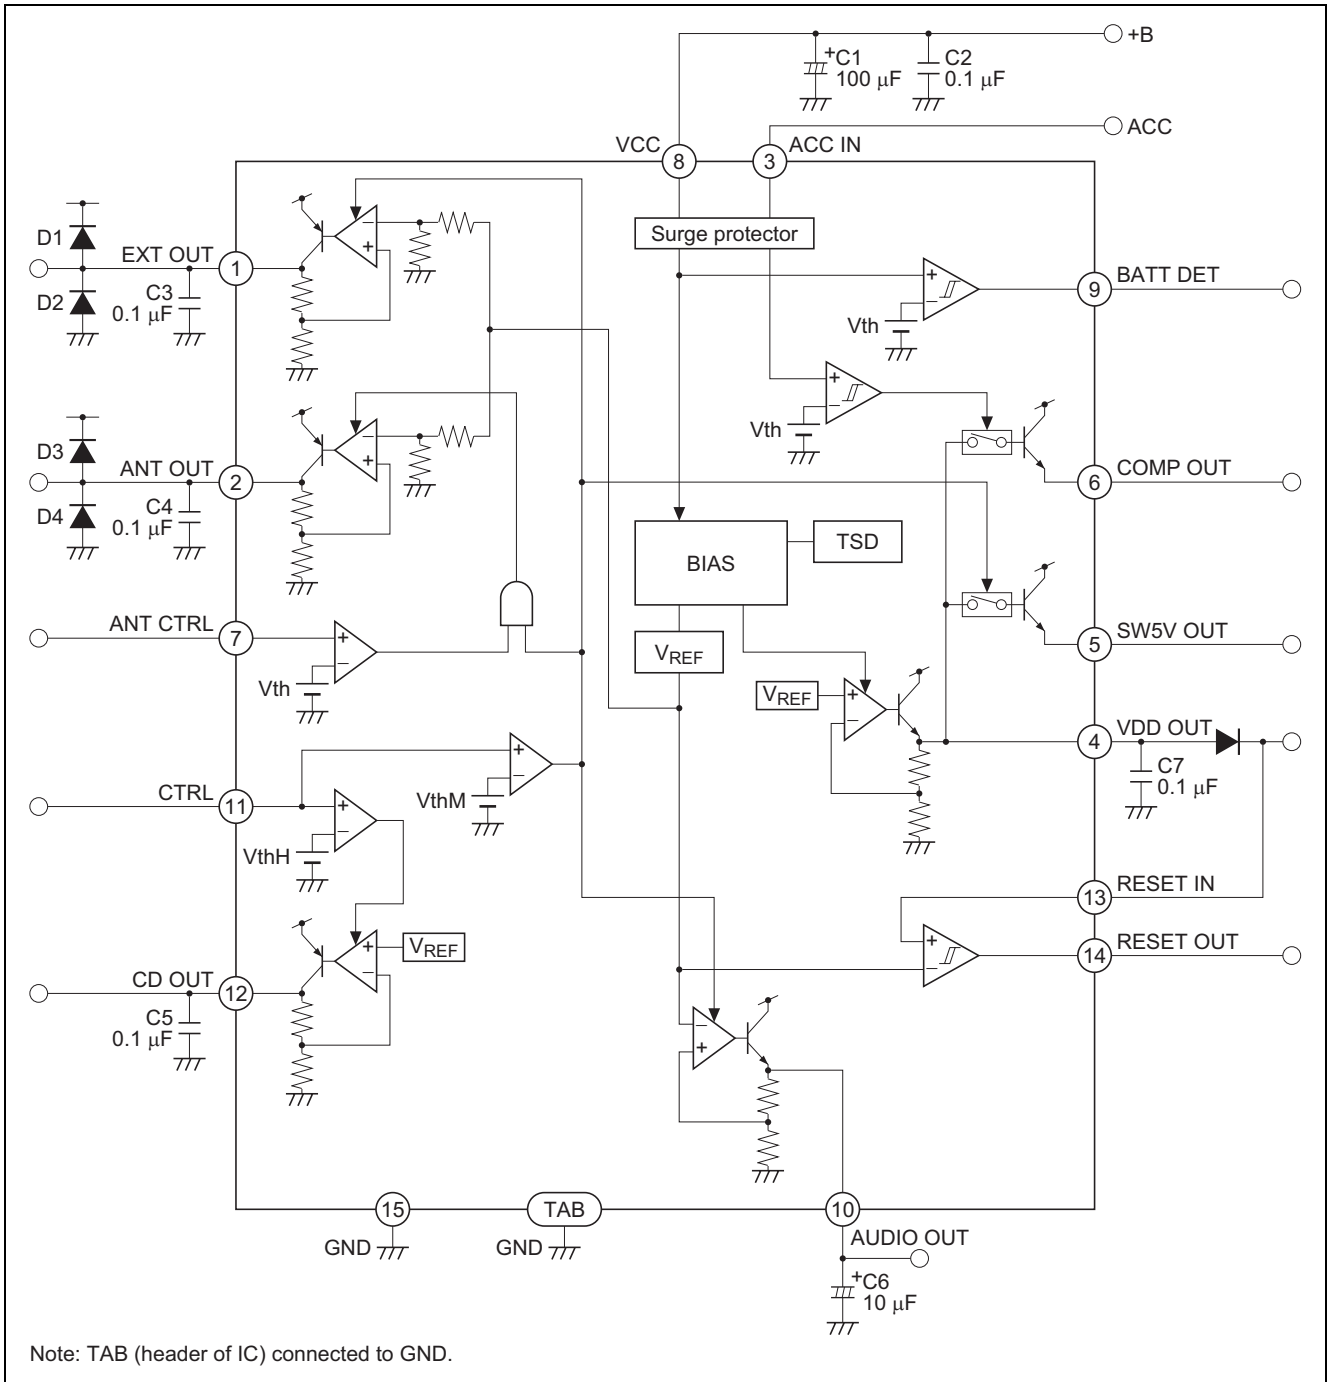 +B
+C1
100 μF
C2
0.1 μF
ACC
VCC
8
3
ACC IN
Surge protector
D1
EXT OUT
1
D2
C3
0.1 μF
−
+
+
−
9
BATT DET
Vth
+
−
Vth
D3
ANT OUT
2
D4
C4
0.1 μF
−
+
6
COMP OUT
BIAS
TSD
ANT CTRL
7
+
−
Vth
VREF
VREF
+
−
5
SW5V OUT
4
VDD OUT
C7
0.1 μF
CTRL
11
+
−
VthM
+
−
VthH
13
RESET IN
+
−
14
RESET OUT
CD OUT
12
C5
0.1 μF
+
−
VREF
−
+
15
GND
TAB
GND
10
AUDIO OUT
+C6
10 μF
Note: TAB (header of IC) connected to GND.